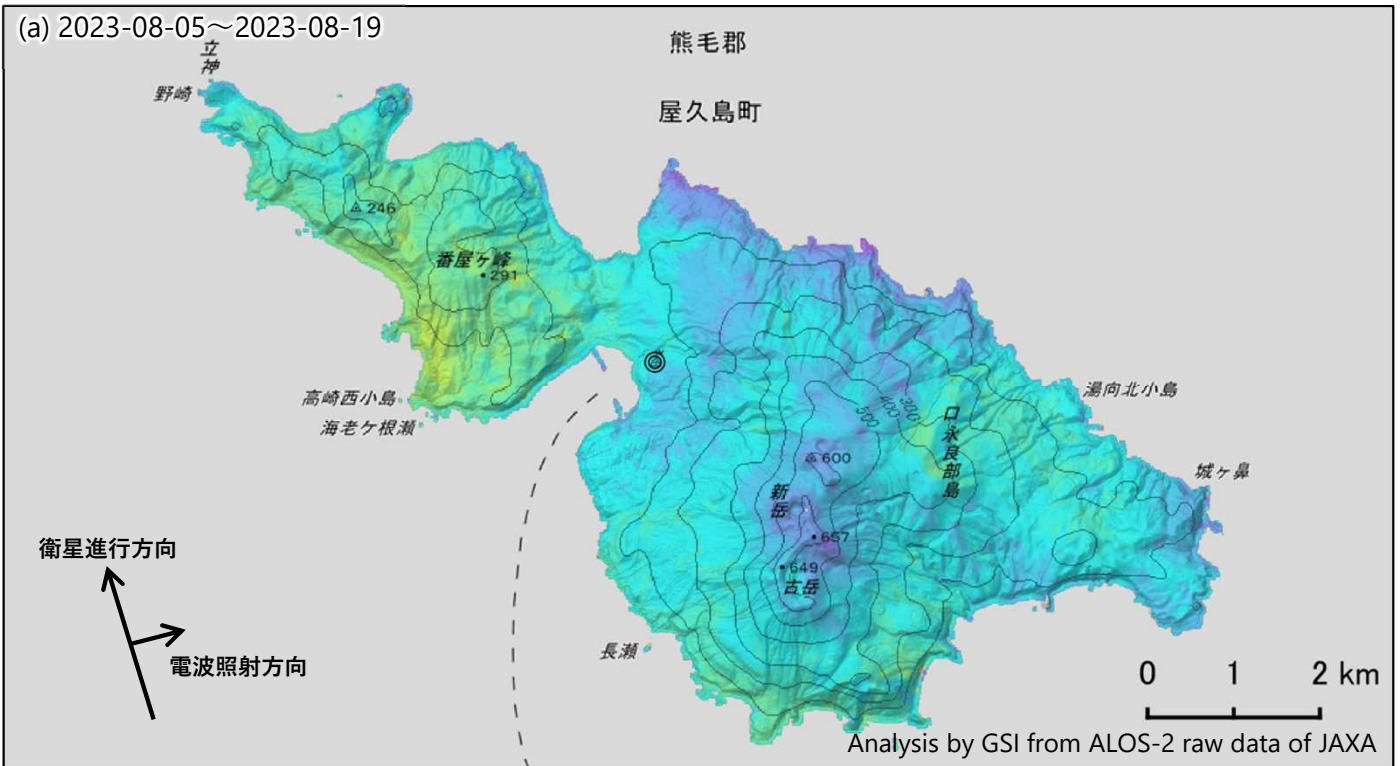 (a) 2023-08-05～2023-08-19
熊毛郡
立神
野崎
屋久島町
246
番屋ヶ峰
291
高崎西小島
海老ケ根瀬
湯向北小島
300
400
500
口永良部島
600
城ヶ鼻
新岳
657
649
古岳
衛星進行方向
電波照射方向
長瀬
0 1 2 km
Analysis by GSI from ALOS-2 raw data of JAXA